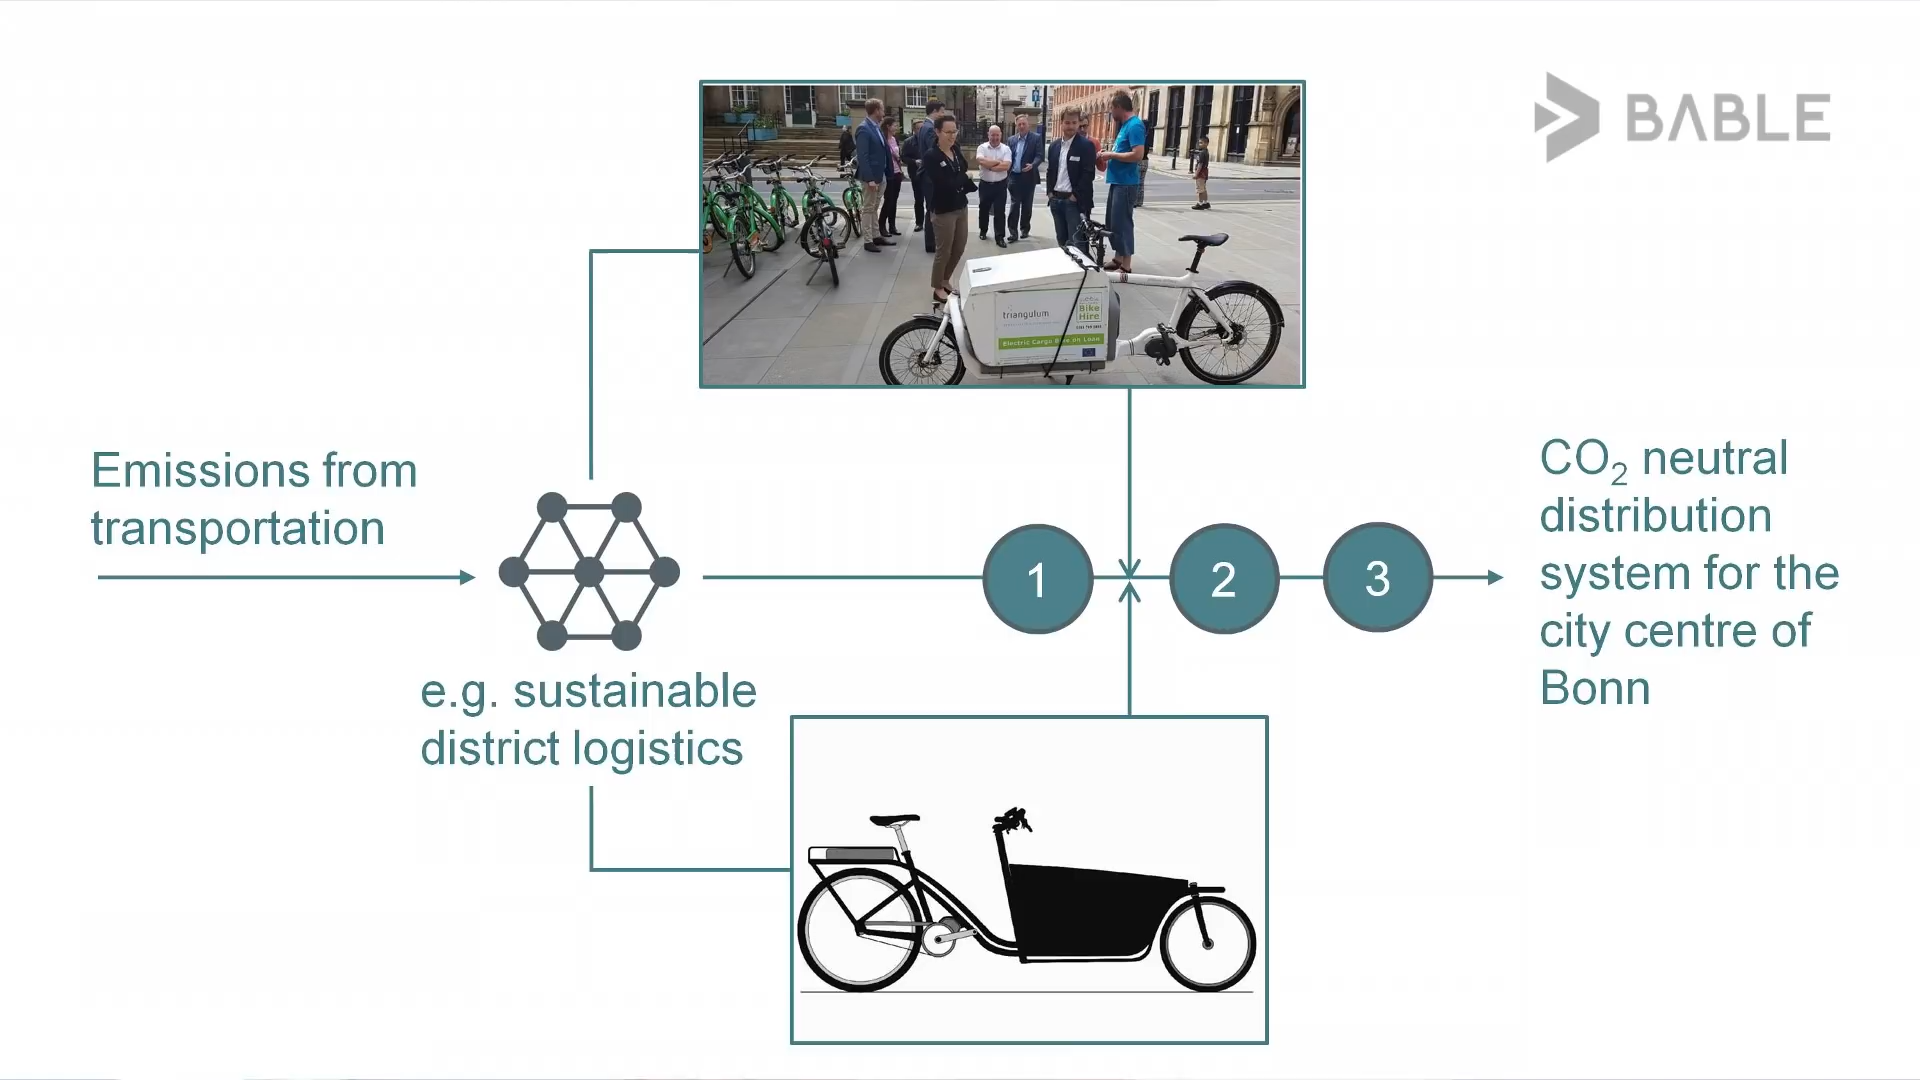 BABLE
triangulum
Bike
Hire
Electric Cargo Bike on Loan
Emissions from
transportation
e.g. sustainable
district logistics
1
2
3
CO₂ neutral
distribution
system for the
city centre of
Bonn